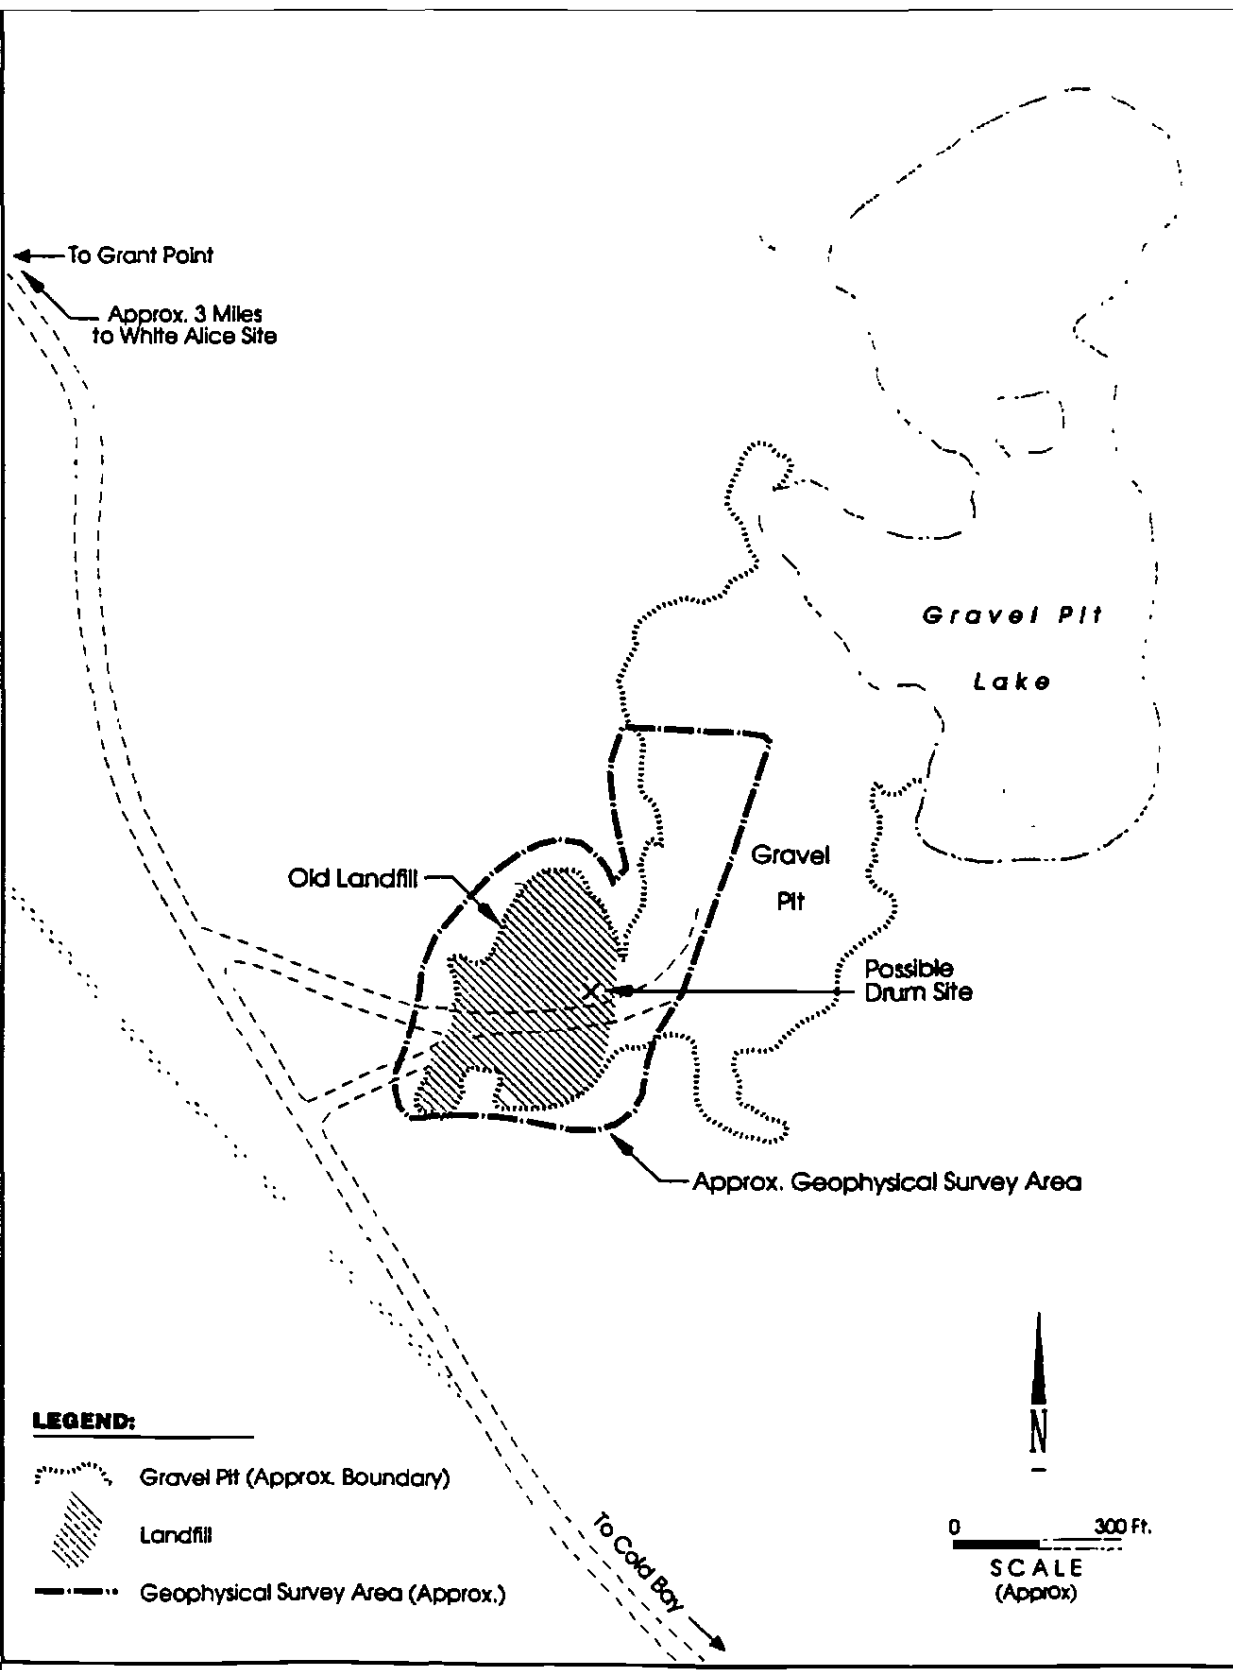 To Grant Point
Approx. 3 Miles
to White Alice Site
Gravel Pit
Lake
Gravel
Pit
Old Landfill
Possible
Drum Site
Approx. Geophysical Survey Area
LEGEND:
Gravel Pit (Approx. Boundary)
Landfill
Geophysical Survey Area (Approx.)
To Cold Bay
N
0 300 Ft.
SCALE
(Approx)